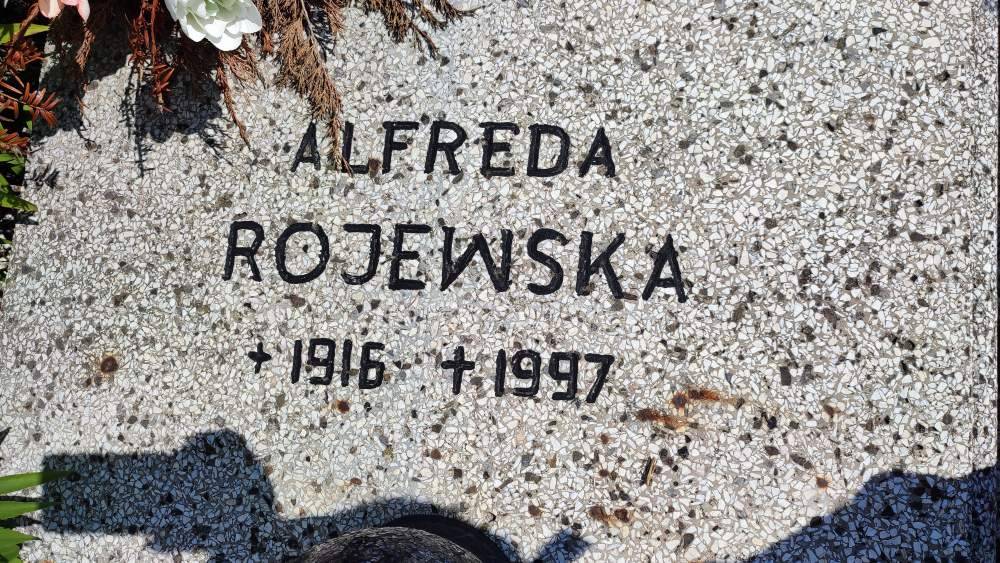 ALFREDA
ROJEWSKA
+ 1916 ✝ 1997